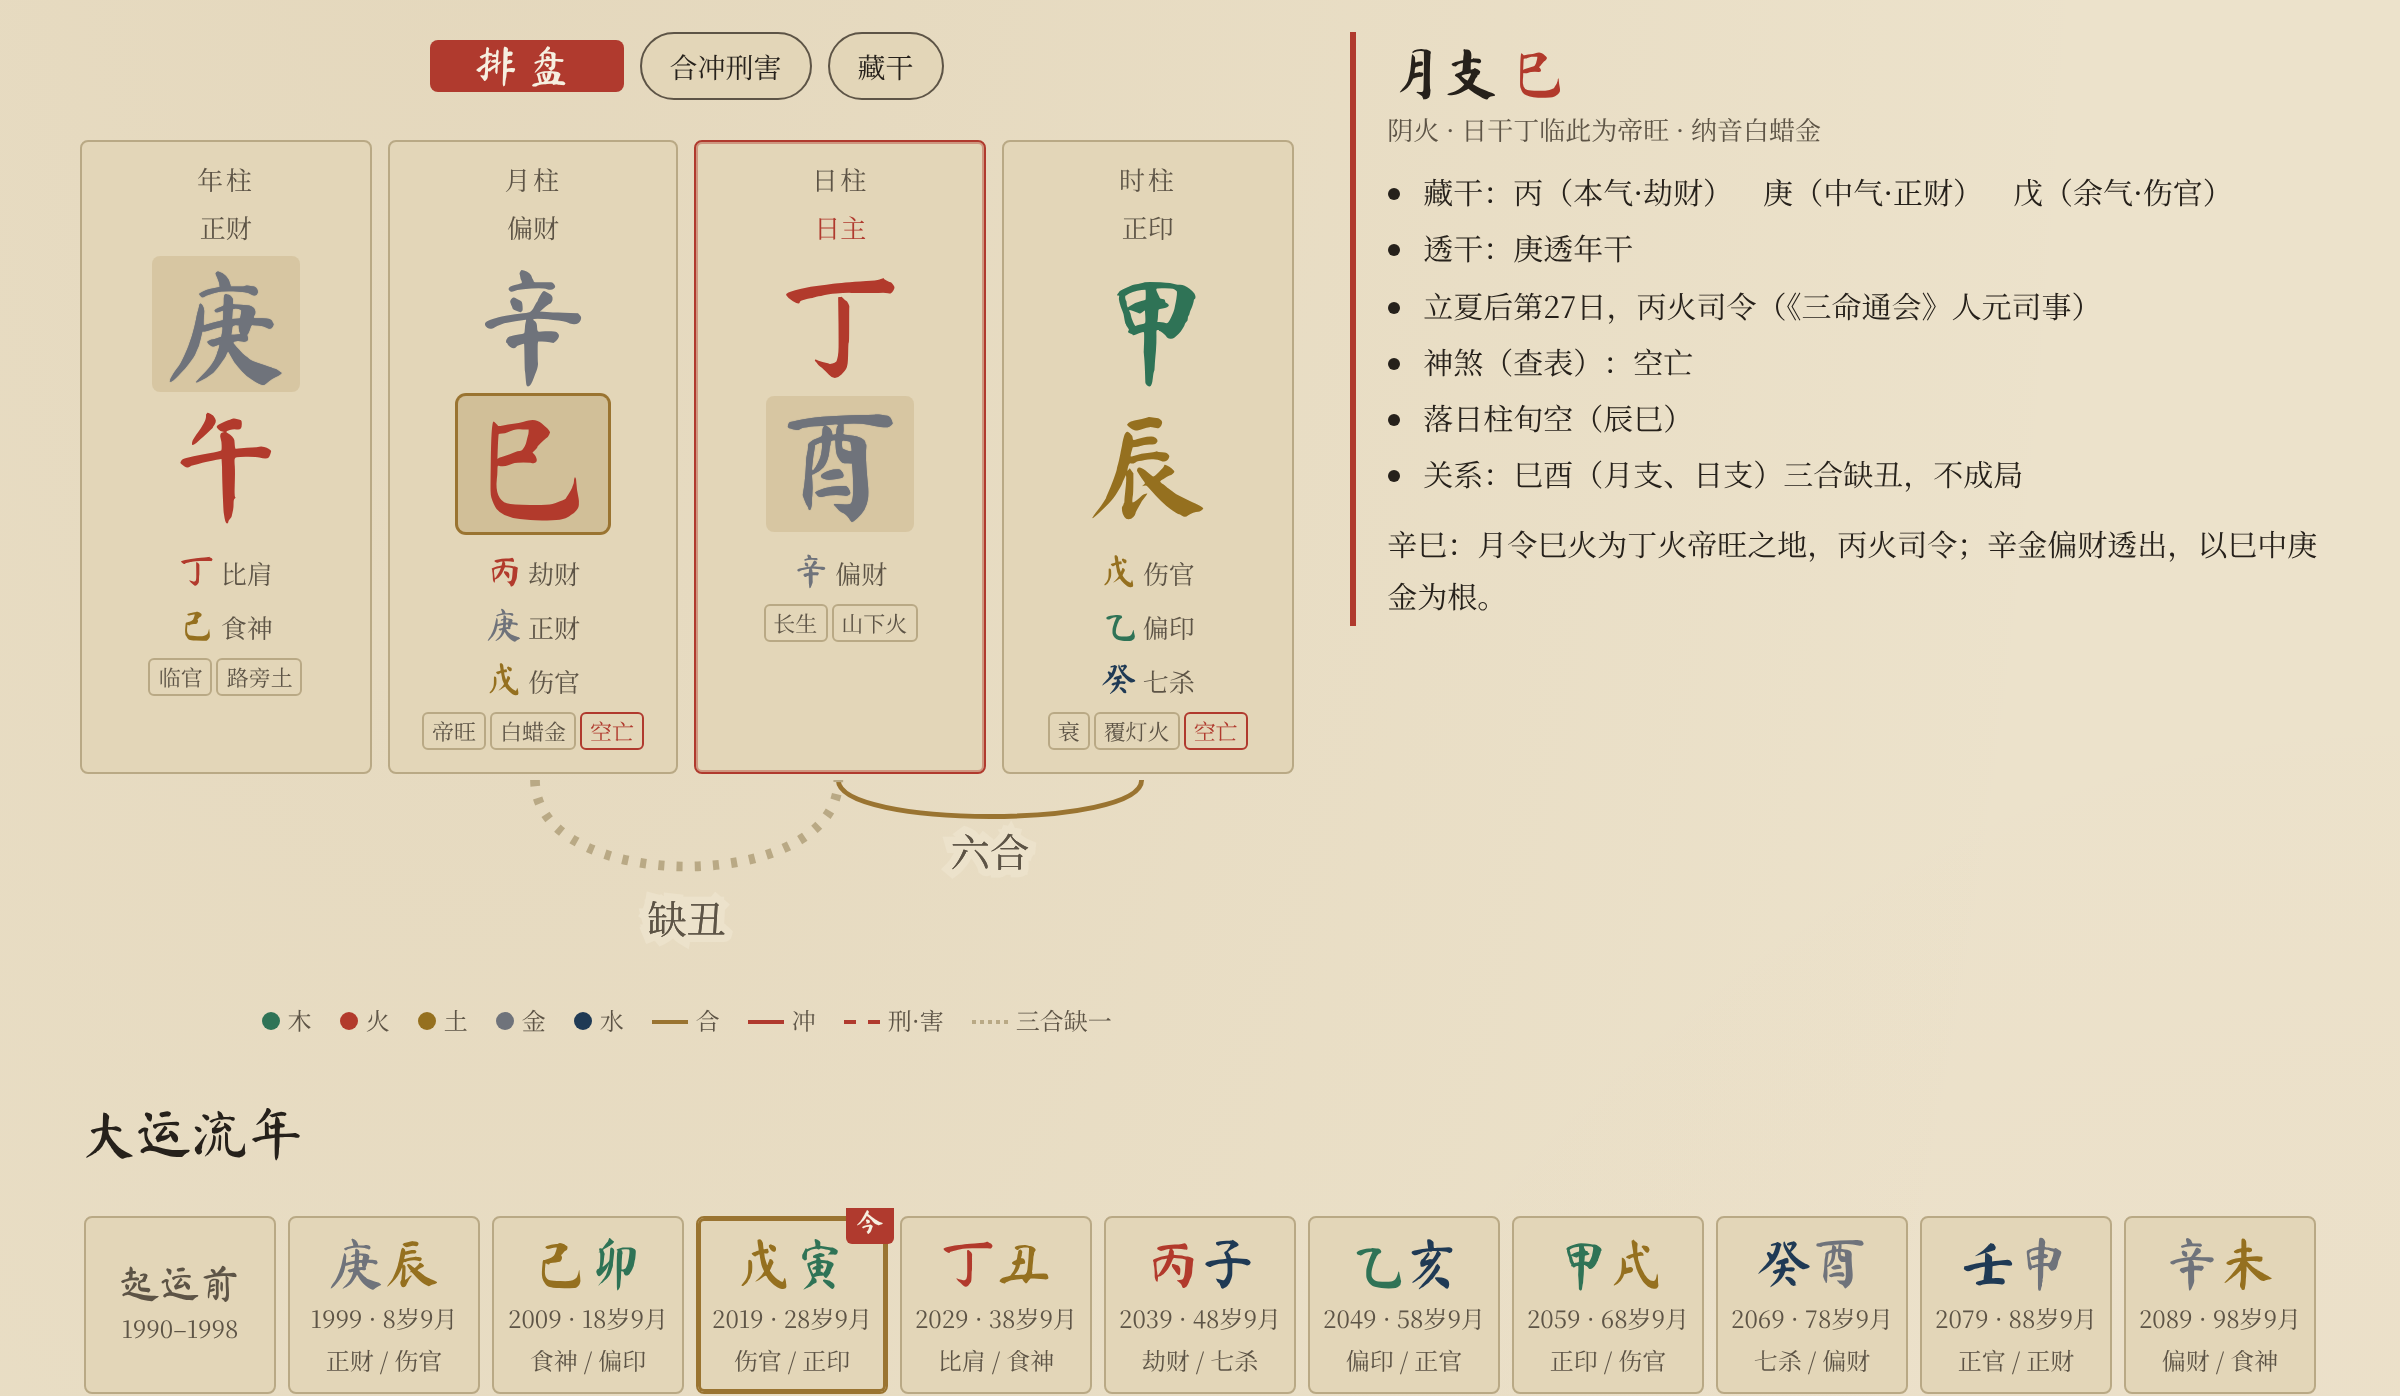 排盘 合冲刑害 藏干
年柱 月柱 日柱 时柱
正财 偏财 日主 正印
庚 辛 丁 甲
午 巳 酉 辰
丁 比肩 丙 劫财 辛 偏财 戊 伤官
己 食神 庚 正财 长生 山下火 乙 偏印
临官 路旁土 戊 伤官 癸 七杀
帝旺 白蜡金 空亡 衰 覆灯火 空亡
缺丑 六合
木 火 土 金 水 合 冲 刑·害 三合缺一
月支 巳
阴火 · 日干丁临此为帝旺 · 纳音白蜡金
藏干：丙（本气·劫财） 庚（中气·正财） 戊（余气·伤官）
透干：庚透年干
立夏后第27日，丙火司令（《三命通会》人元司事）
神煞（查表）：空亡
落日柱旬空（辰巳）
关系：巳酉（月支、日支）三合缺丑，不成局
辛巳：月令巳火为丁火帝旺之地，丙火司令；辛金偏财透出，以巳中庚
金为根。
大运流年
今
起运前 庚辰 己卯 戊寅 丁丑 丙子 乙亥 甲戌 癸酉 壬申 辛未
1990–1998 1999 · 8岁9月 2009 · 18岁9月 2019 · 28岁9月 2029 · 38岁9月 2039 · 48岁9月 2049 · 58岁9月 2059 · 68岁9月 2069 · 78岁9月 2079 · 88岁9月 2089 · 98岁9月
正财 / 伤官 食神 / 偏印 伤官 / 正印 比肩 / 食神 劫财 / 七杀 偏印 / 正官 正印 / 伤官 七杀 / 偏财 正官 / 正财 偏财 / 食神